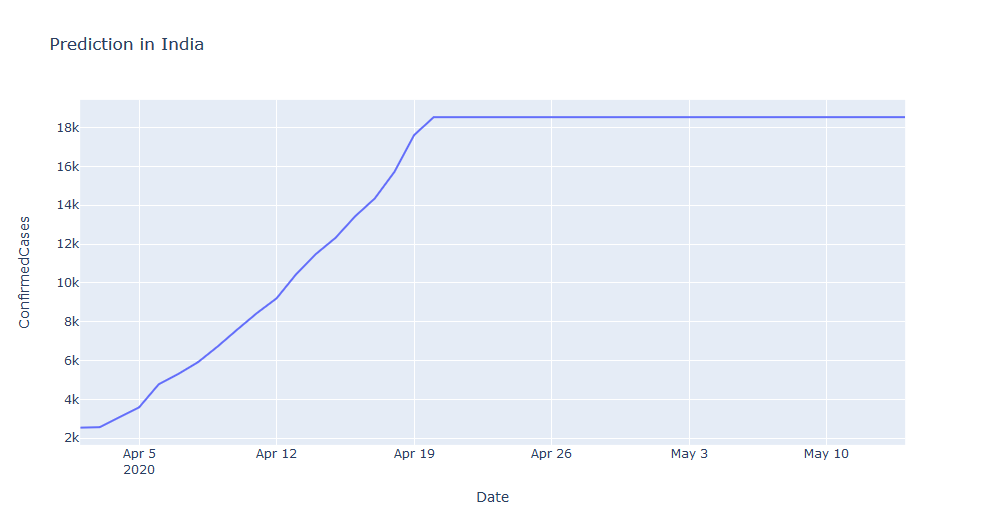 Prediction in India
18k
16k
14k
12k
10k
8k
6k
4k
2k
ConfirmedCases
Apr 5
2020
Apr 12
Apr 19
Apr 26
May 3
May 10
Date